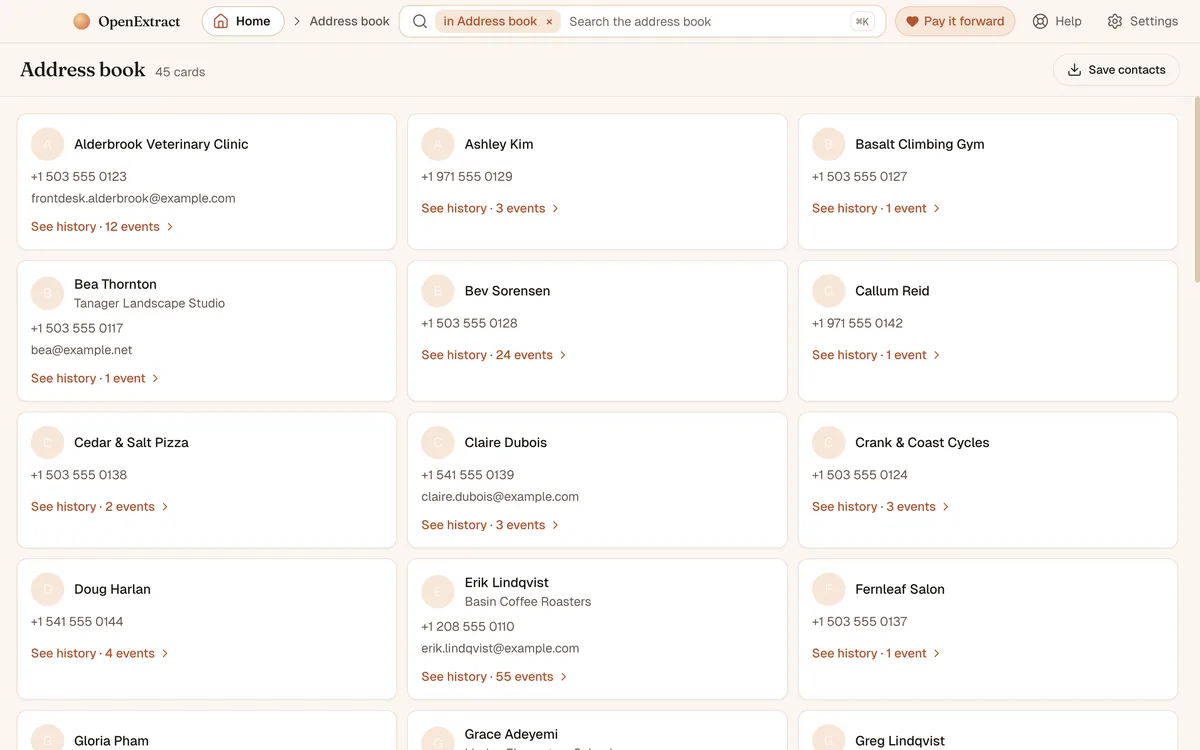 OpenExtract
Home
Address book
in Address book ×
Search the address book
⌘K
Pay it forward
Help
Settings
Address book 45 cards
Save contacts
A
Alderbrook Veterinary Clinic
+1 503 555 0123
frontdesk.alderbrook@example.com
See history · 12 events
A
Ashley Kim
+1 971 555 0129
See history · 3 events
B
Basalt Climbing Gym
+1 503 555 0127
See history · 1 event
B
Bea Thornton
Tanager Landscape Studio
+1 503 555 0117
bea@example.net
See history · 1 event
B
Bev Sorensen
+1 503 555 0128
See history · 24 events
C
Callum Reid
+1 971 555 0142
See history · 1 event
C
Cedar & Salt Pizza
+1 503 555 0138
See history · 2 events
C
Claire Dubois
+1 541 555 0139
claire.dubois@example.com
See history · 3 events
C
Crank & Coast Cycles
+1 503 555 0124
See history · 3 events
D
Doug Harlan
+1 541 555 0144
See history · 4 events
E
Erik Lindqvist
Basin Coffee Roasters
+1 208 555 0110
erik.lindqvist@example.com
See history · 55 events
F
Fernleaf Salon
+1 503 555 0137
See history · 1 event
G
Gloria Pham
G
Grace Adeyemi
G
Greg Lindqvist